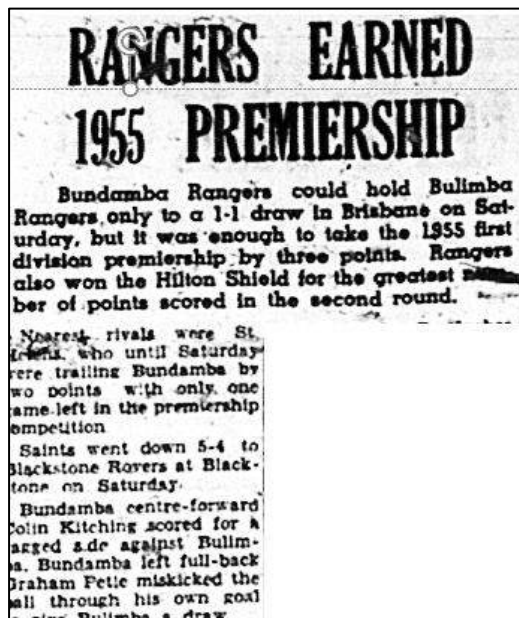 RANGERS EARNED
1955 PREMIERSHIP
Bundamba Rangers could hold Bulimba
Rangers only to a 1-1 draw in Brisbane on Sat-
urday, but it was enough to take the 1955 first
division premiership by three points. Rangers
also won the Hilton Shield for the greatest
ber of points scored in the second round.
Nearest rivals were St.
who until Saturday
were trailing Bundamba by
two points with only one
game left in the premiership
competition
Saints went down 5-4 to
Blackstone Rovers at Black-
stone on Saturday.
Bundamba centre-forward
Colin Kitching scored for a
side against Bulim-
ba. Bundamba left full-back
Graham Petie miskicked the
ball through his own goal
Bulimba a draw